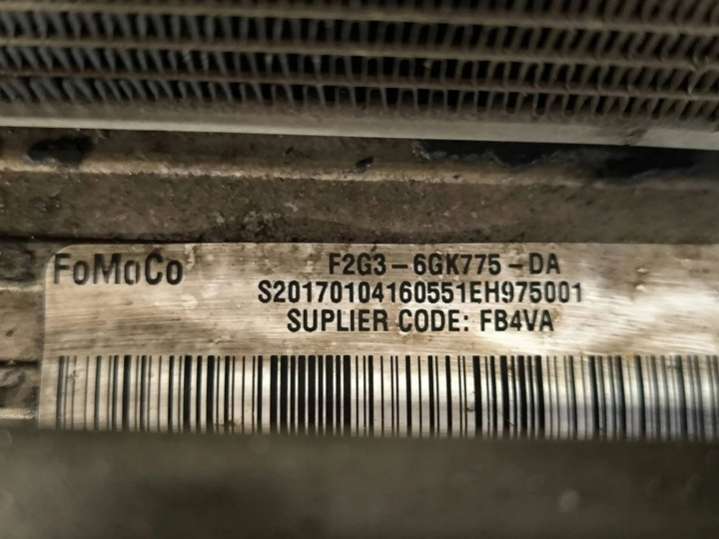 FoMoCo F2G3-6GK775-DA
S20170104160551EH975001
SUPLIER CODE: FB4VA